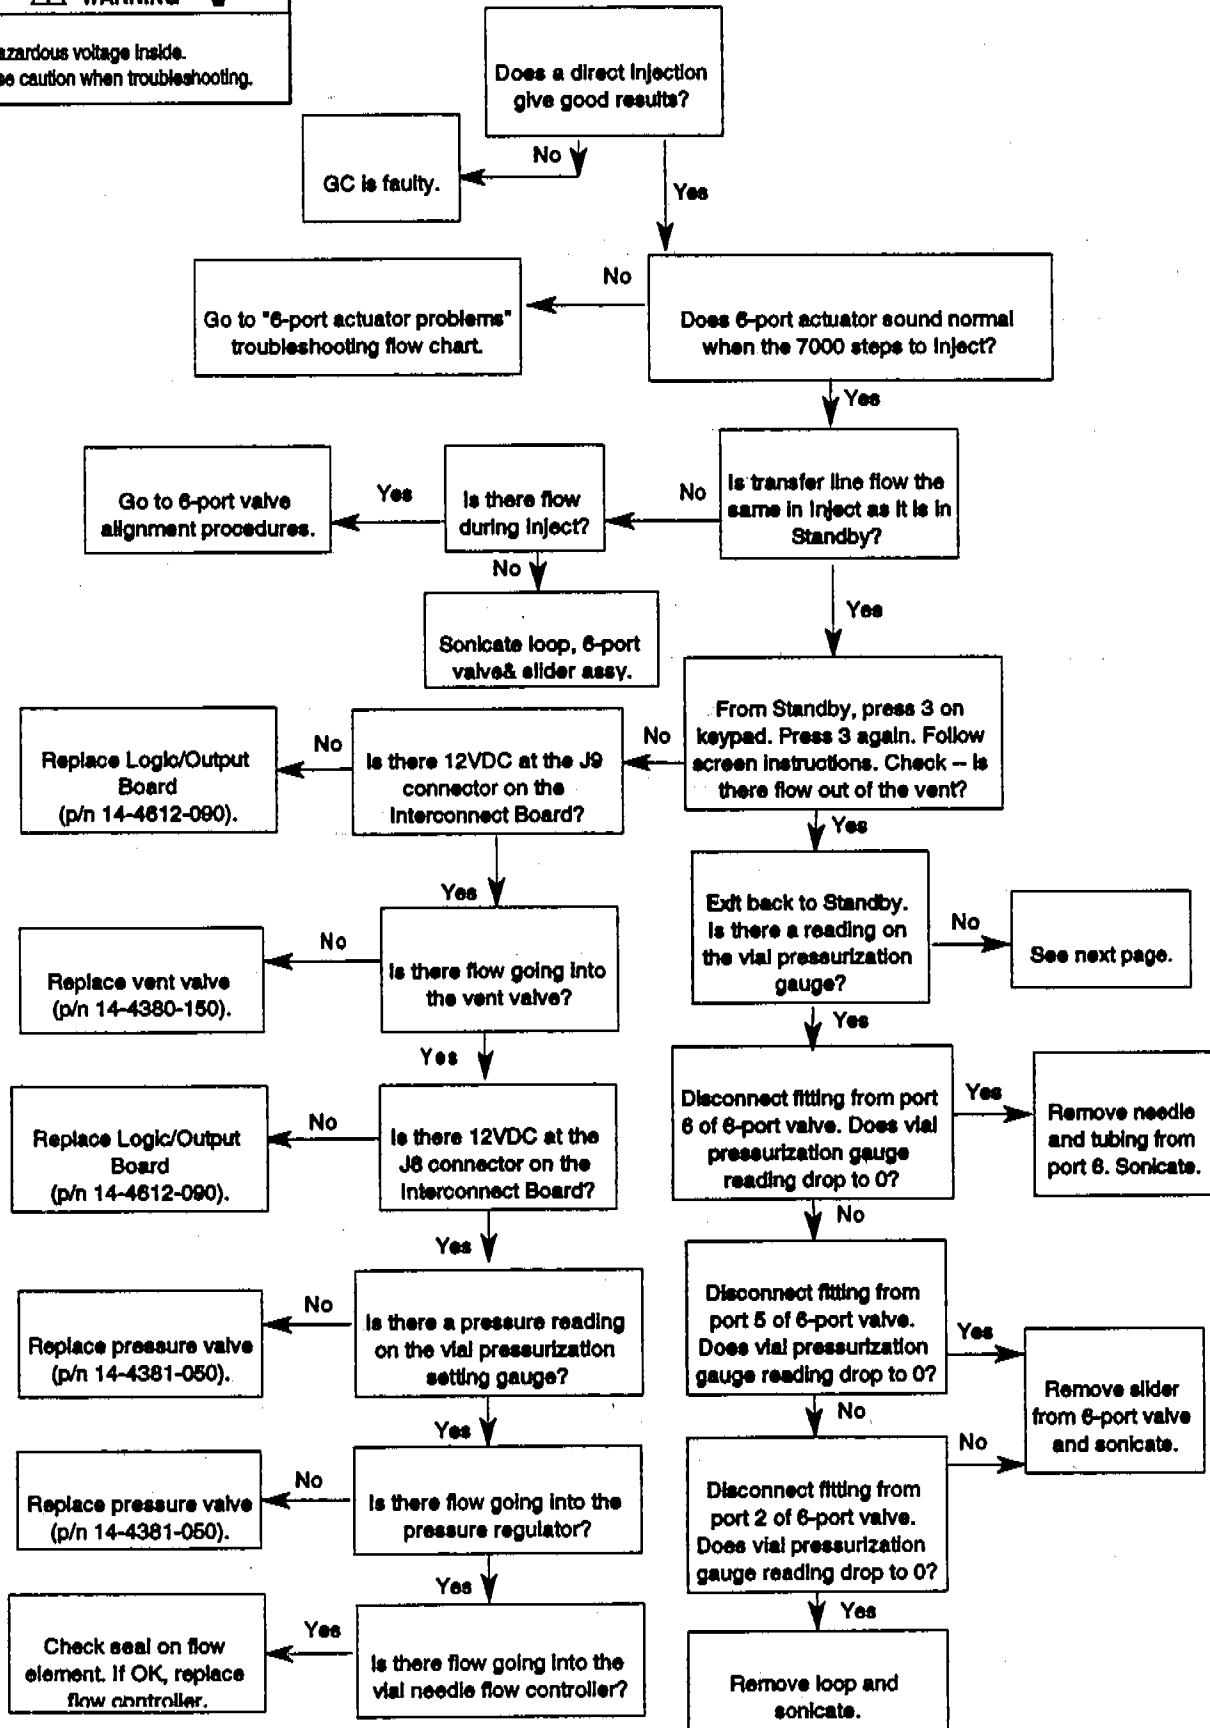 WARNING
azardous voltage inside.
se caution when troubleshooting.
Does a direct injection
give good results?
No
GC is faulty.
Yes
No
Go to "6-port actuator problems"
troubleshooting flow chart.
Does 6-port actuator sound normal
when the 7000 steps to Inject?
Yes
Go to 6-port valve
alignment procedures.
Yes
Is there flow
during inject?
No
Is transfer line flow the
same in Inject as it is in
Standby?
No
Yes
Sonicate loop, 6-port
valve& slider assy.
From Standby, press 3 on
keypad. Press 3 again. Follow
screen instructions. Check – Is
there flow out of the vent?
No
Is there 12VDC at the J9
connector on the
Interconnect Board?
No
Replace Logic/Output
Board
(p/n 14-4612-090).
Yes
Yes
Exit back to Standby.
Is there a reading on
the vial pressurization
gauge?
No
See next page.
Is there flow going into
the vent valve?
No
Replace vent valve
(p/n 14-4380-150).
Yes
Yes
Disconnect fitting from port
6 of 6-port valve. Does vial
pressurization gauge
reading drop to 0?
Yes
Remove needle
and tubing from
port 6. Sonicate.
Is there 12VDC at the
J6 connector on the
Interconnect Board?
No
Replace Logic/Output
Board
(p/n 14-4612-090).
No
Yes
Disconnect fitting from
port 5 of 6-port valve.
Does vial pressurization
gauge reading drop to 0?
Yes
Remove slider
from 6-port valve
and sonicate.
Is there a pressure reading
on the vial pressurization
setting gauge?
No
Replace pressure valve
(p/n 14-4381-050).
No
Yes
Disconnect fitting from
port 2 of 6-port valve.
Does vial pressurization
gauge reading drop to 0?
No
Is there flow going into the
pressure regulator?
No
Replace pressure valve
(p/n 14-4381-050).
Yes
Yes
Is there flow going into the
vial needle flow controller?
Yes
Check seal on flow
element. If OK, replace
flow controller.
Remove loop and
sonicate.